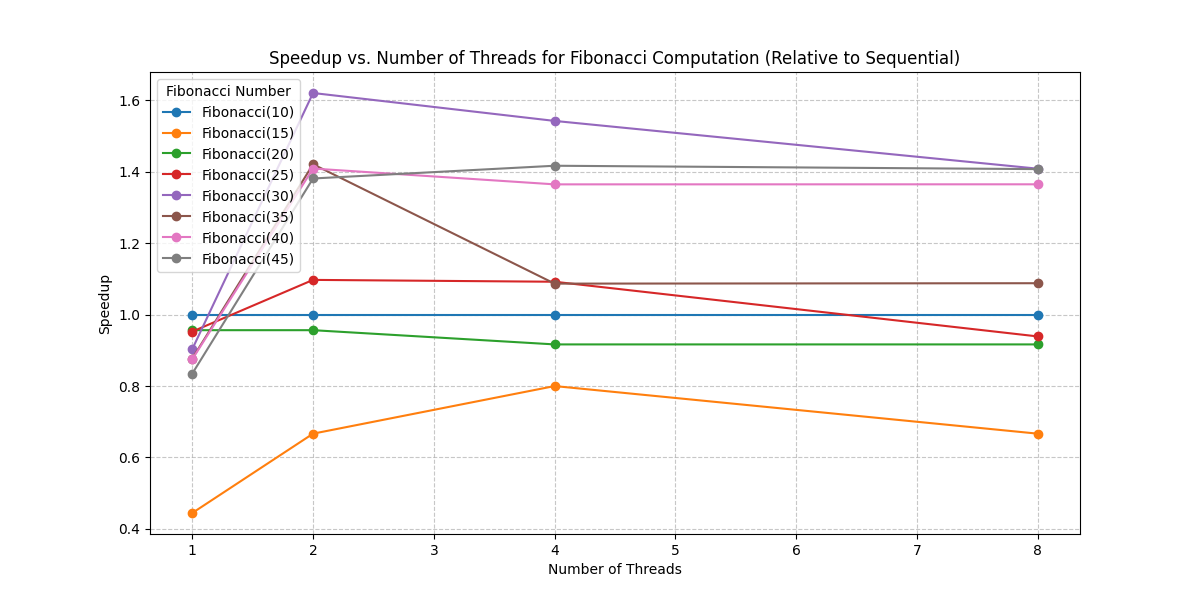 Speedup vs. Number of Threads for Fibonacci Computation (Relative to Sequential)
Fibonacci Number
Fibonacci(10)
Fibonacci(15)
Fibonacci(20)
Fibonacci(25)
Fibonacci(30)
Fibonacci(35)
Fibonacci(40)
Fibonacci(45)
Speedup
1.6
1.4
1.2
1.0
0.8
0.6
0.4
1 2 3 4 5 6 7 8
Number of Threads